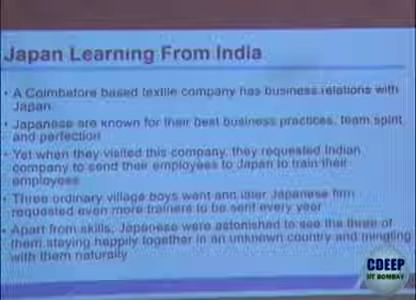 Japan Learning From India
• A Coimbatore based textile company has business relations with
Japan
• Japanese are known for their best business practices, team spirit
and perfection
• Yet when they visited this company, they requested Indian
company to send their employees to Japan to train their
employees
• Three ordinary village boys went and later Japanese firm
requested even more trainers to be sent every year
• Apart from skills, Japanese were astonished to see the three of
them staying happily together in an unknown country and mingling
with them naturally
CDEEP
IIT BOMBAY